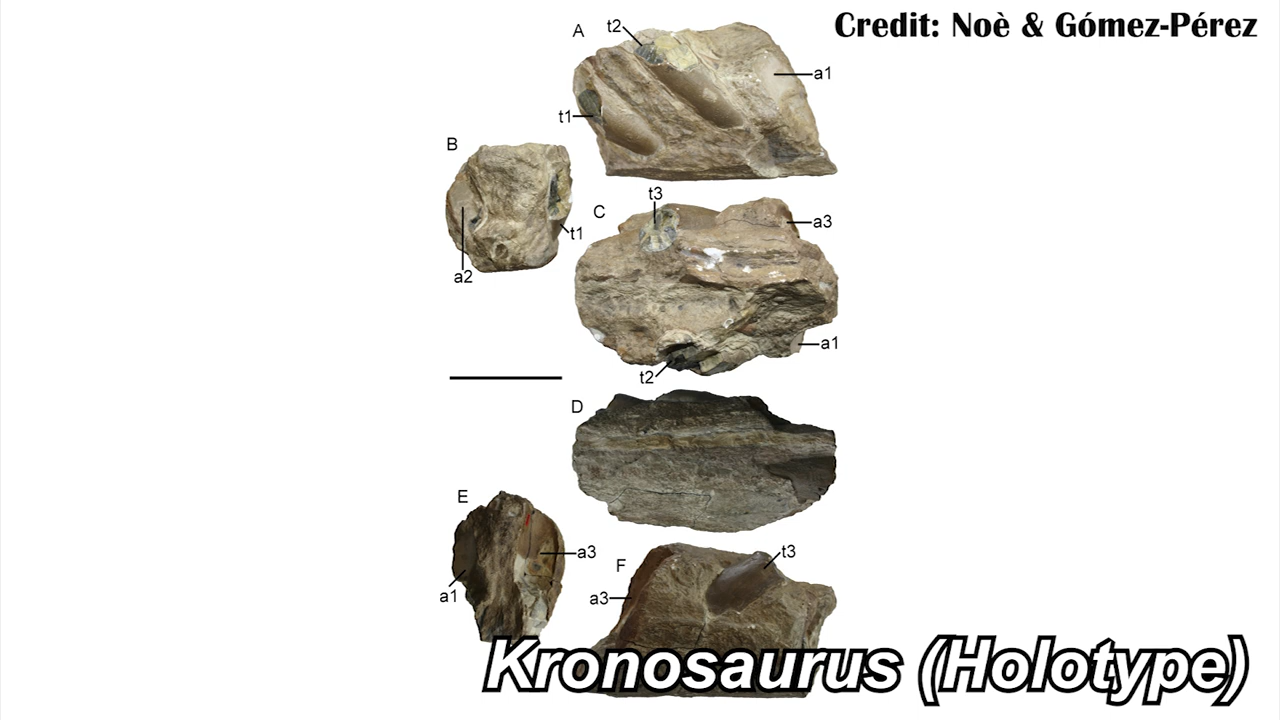 Credit: Noè & Gómez-Pérez
A
t2
a1
t1
B
t3
C
a3
t1
a2
a1
t2
D
E
a3
t3
F
a1
a3
Kronosaurus (Holotype)